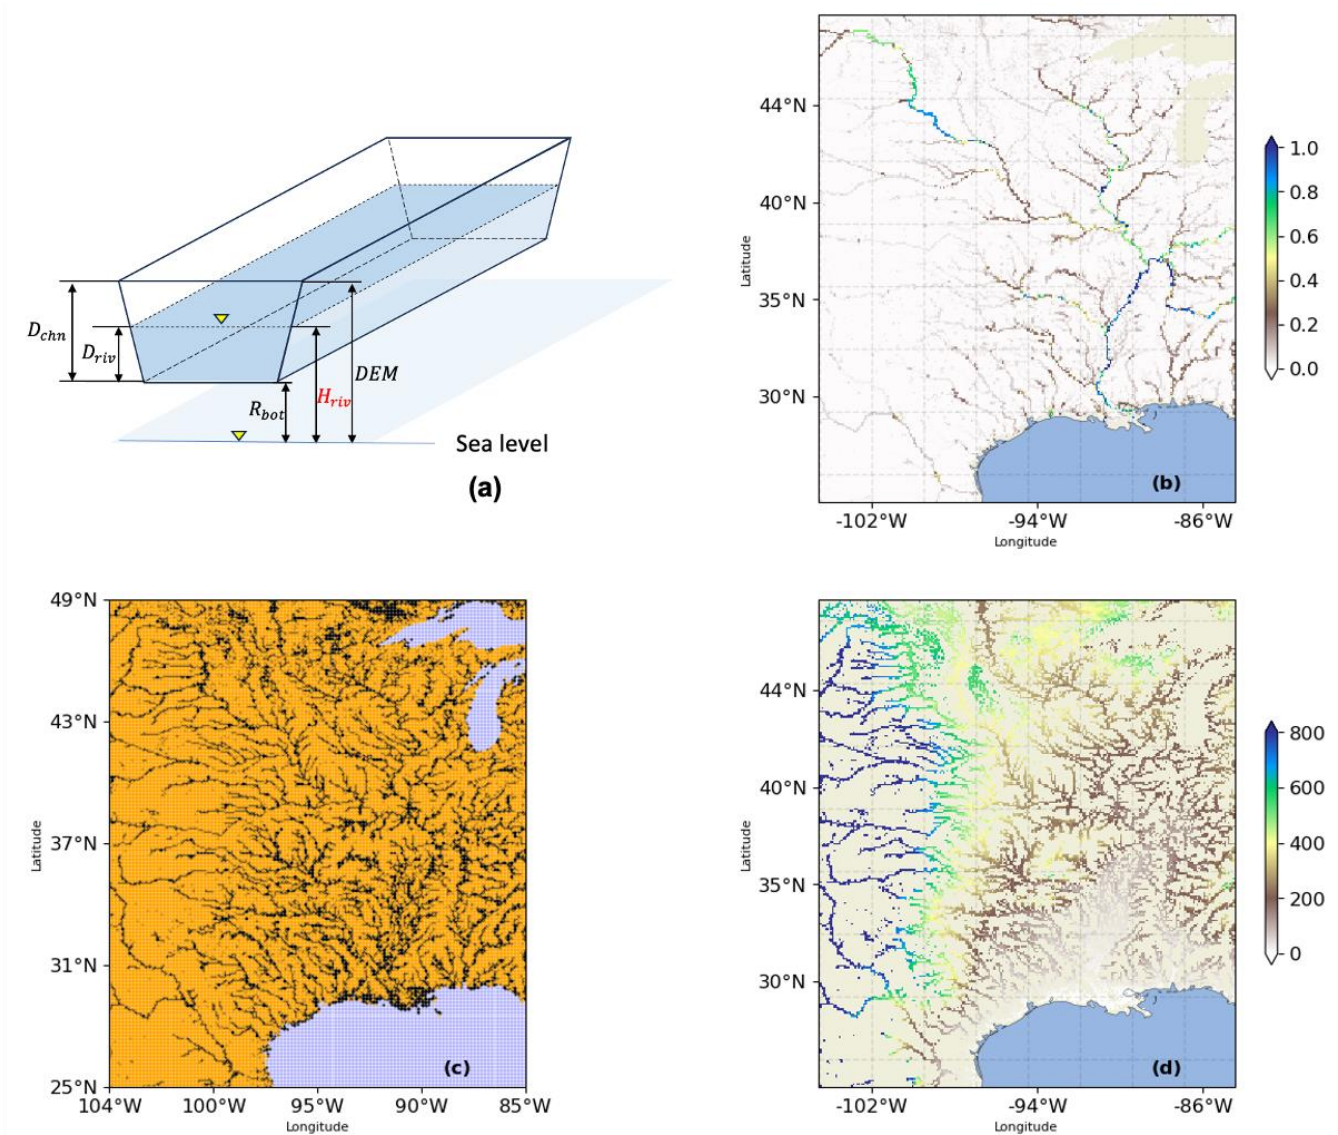 D_chn
D_riv
R_bot
H_riv
DEM
Sea level
(a)
44°N
40°N
35°N
30°N
Latitude
-102°W
-94°W
-86°W
Longitude
(b)
1.0
0.8
0.6
0.4
0.2
0.0
49°N
43°N
37°N
31°N
25°N
Latitude
104°W
100°W
95°W
90°W
85°W
Longitude
(c)
44°N
40°N
35°N
30°N
Latitude
-102°W
-94°W
-86°W
Longitude
(d)
800
600
400
200
0